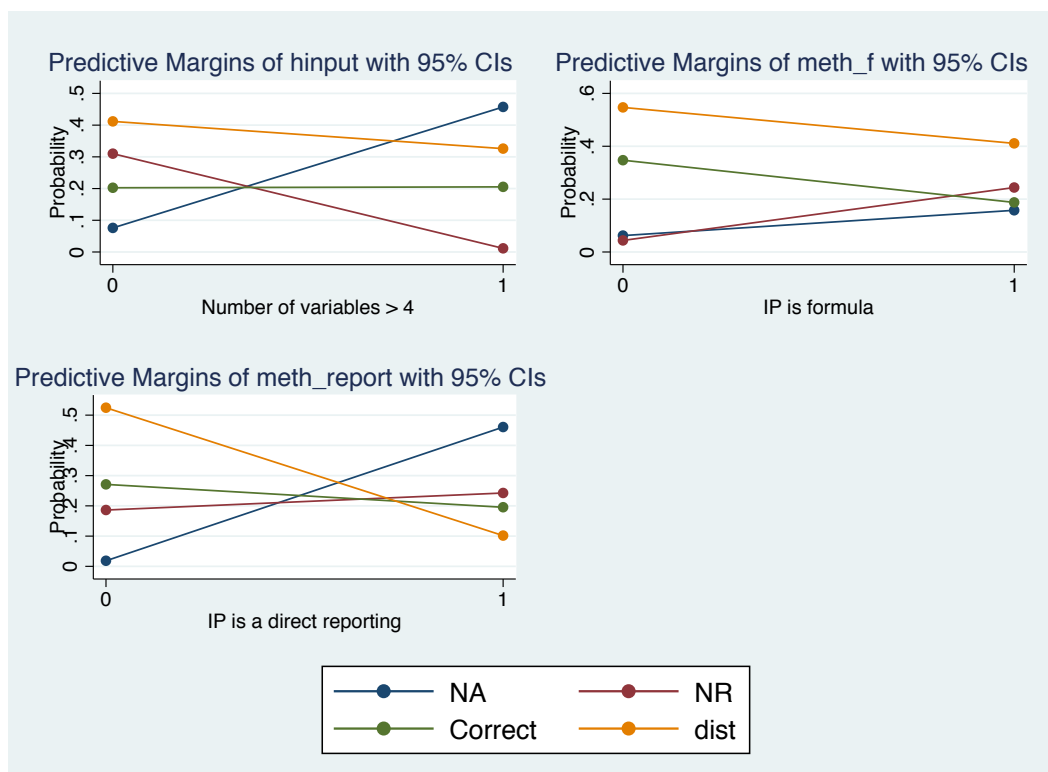 Predictive Margins of hinput with 95% CIs
Probability
.5
.4
.3
.2
.1
0
0 1
Number of variables > 4
Predictive Margins of meth_f with 95% CIs
Probability
.6
.4
.2
0
0 1
IP is formula
Predictive Margins of meth_report with 95% CIs
Probability
.5
.4
.3
.2
.1
0
0 1
IP is a direct reporting
NA NR
Correct dist